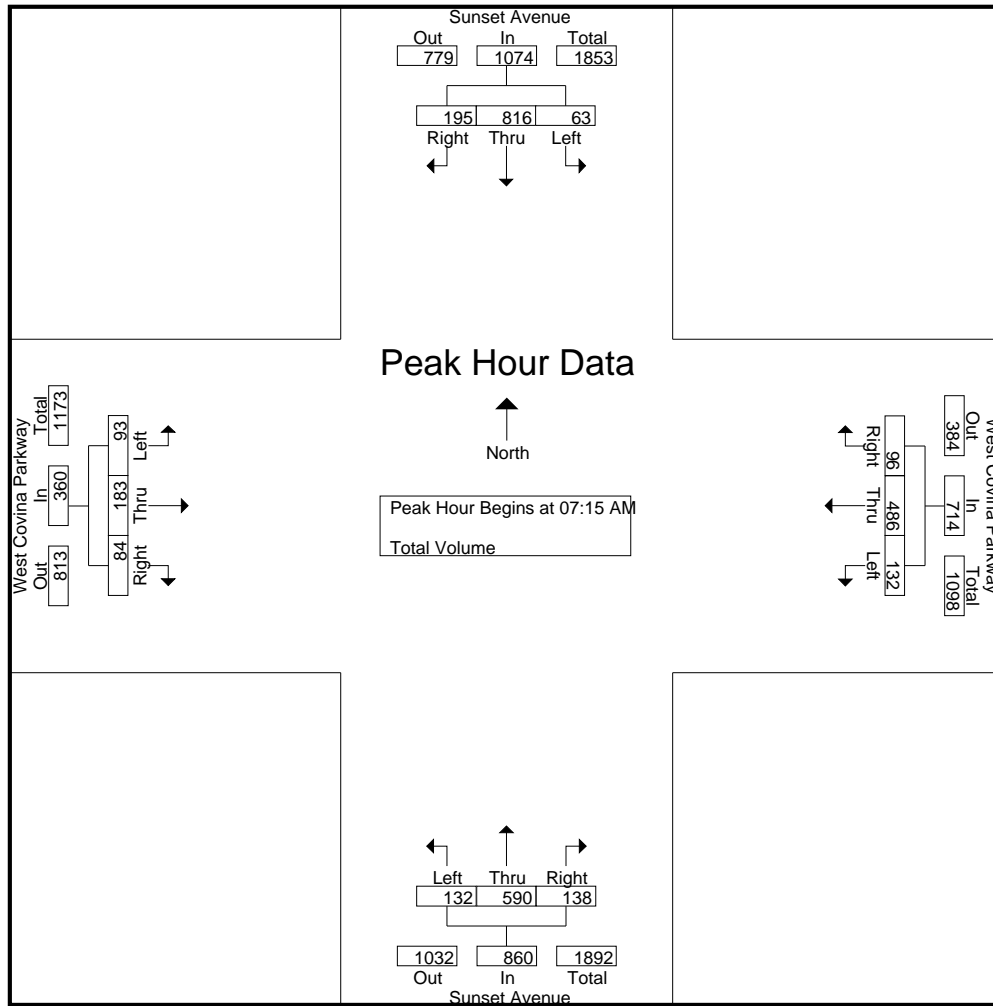 Sunset Avenue
Out In Total
779 1074 1853
195 816 63
Right Thru Left
Peak Hour Data
North
Peak Hour Begins at 07:15 AM
Total Volume
West Covina Parkway
Out In Total
813 360 1173
84 183 93
Right Thru Left
West Covina Parkway
Out In Total
384 714 1098
96 486 132
Right Thru Left
Left Thru Right
132 590 138
1032 860 1892
Out In Total
Sunset Avenue